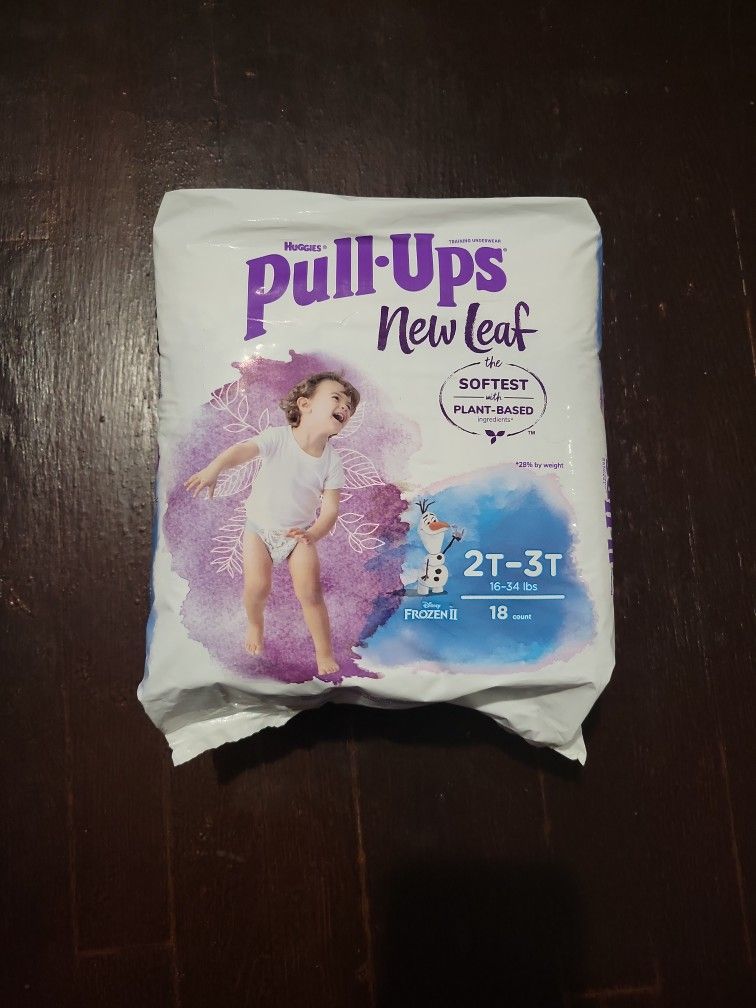 HUGGIES®
TRAINING UNDERWEAR
Pull·Ups®
New Leaf
the
SOFTEST
with
PLANT-BASED
ingredients*
TM
*28% by weight
2T-3T
16-34 lbs
Disney
FROZEN II
18 count